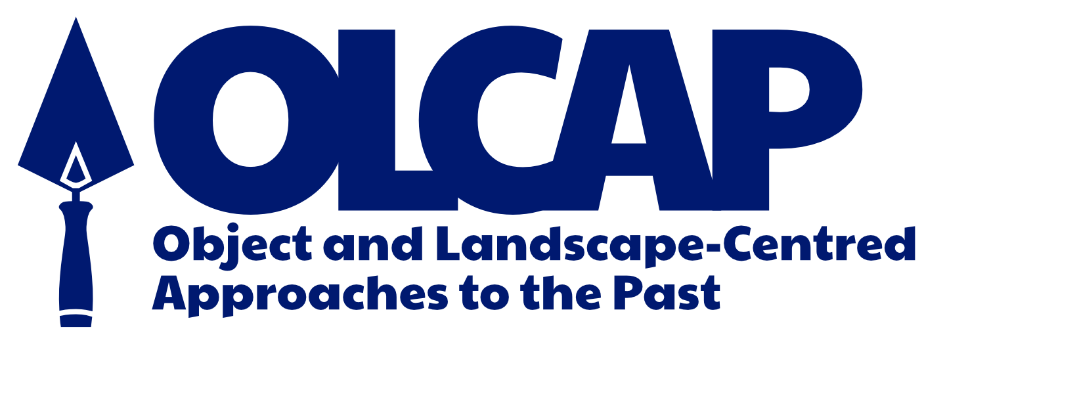 OLCAP
Object and Landscape-Centred
Approaches to the Past